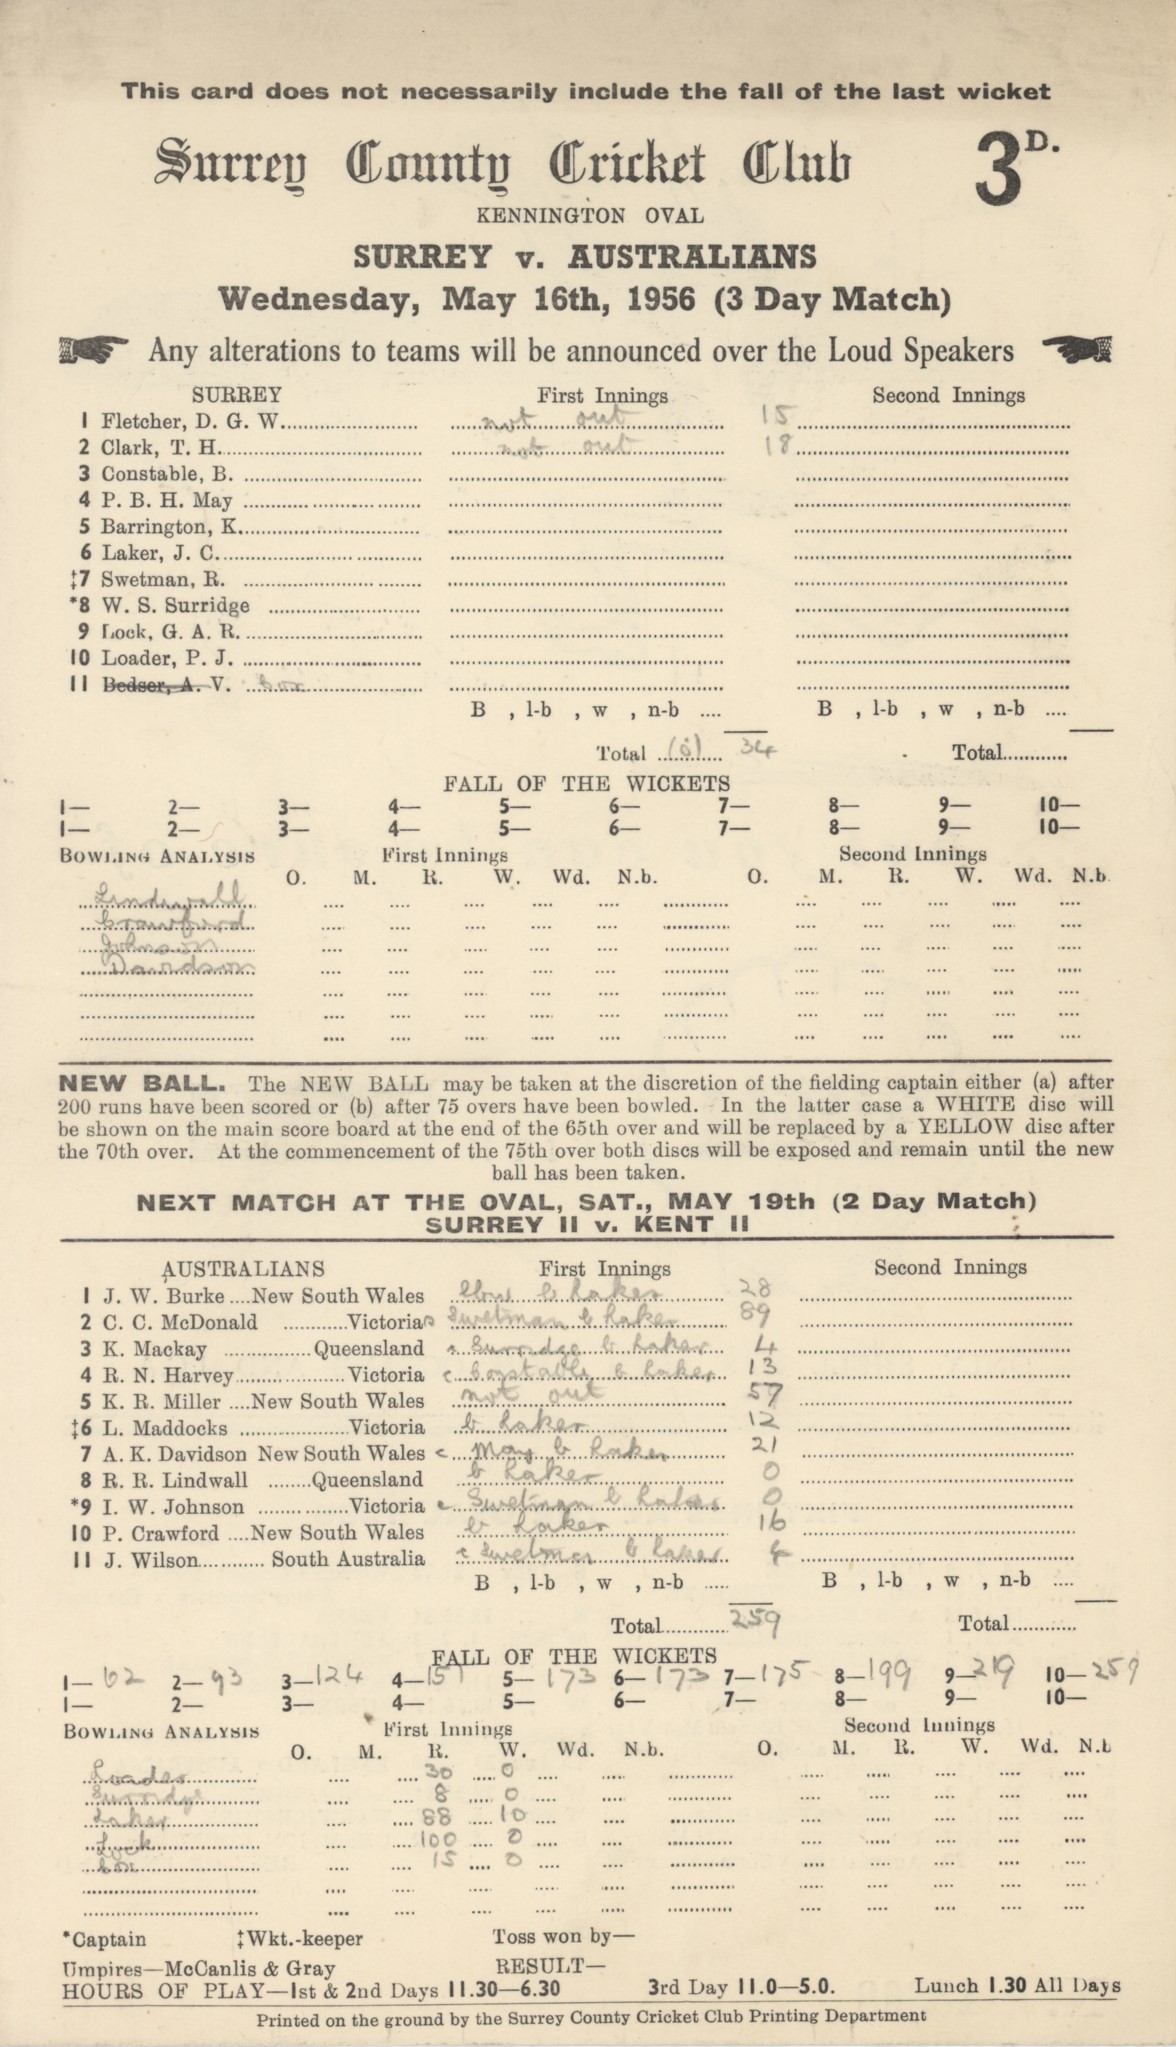 This card does not necessarily include the fall of the last wicket
Surrey County Cricket Club 3D.
KENNINGTON OVAL
SURREY v. AUSTRALIANS
Wednesday, May 16th, 1956 (3 Day Match)
Any alterations to teams will be announced over the Loud Speakers
SURREY First Innings Second Innings
1 Fletcher, D. G. W. not out 15
2 Clark, T. H. not out 18
3 Constable, B.
4 P. B. H. May
5 Barrington, K.
6 Laker, J. C.
‡7 Swetman, R.
*8 W. S. Surridge
9 Lock, G. A. R.
10 Loader, P. J.
11 Bedser, A. V. Cox
B , l-b , w , n-b .... B , l-b , w , n-b ....
Total (0) 34 Total
FALL OF THE WICKETS
1— 2— 3— 4— 5— 6— 7— 8— 9— 10—
1— 2— 3— 4— 5— 6— 7— 8— 9— 10—
BOWLING ANALYSIS First Innings Second Innings
O. M. R. W. Wd. N.b. O. M. R. W. Wd. N.b.
Lindwall
Crawford
Johnson
Davidson
NEW BALL. The NEW BALL may be taken at the discretion of the fielding captain either (a) after
200 runs have been scored or (b) after 75 overs have been bowled. In the latter case a WHITE disc will
be shown on the main score board at the end of the 65th over and will be replaced by a YELLOW disc after
the 70th over. At the commencement of the 75th over both discs will be exposed and remain until the new
ball has been taken.
NEXT MATCH AT THE OVAL, SAT., MAY 19th (2 Day Match)
SURREY II v. KENT II
AUSTRALIANS First Innings Second Innings
1 J. W. Burke ....New South Wales lbw b Laker 28
2 C. C. McDonald ...........Victoria c Swetman b Laker 89
3 K. Mackay ...............Queensland c Surridge b Laker 4
4 R. N. Harvey...................Victoria c Constable b Laker 13
5 K. R. Miller ....New South Wales not out 57
‡6 L. Maddocks ...................Victoria b Laker 12
7 A. K. Davidson New South Wales c May b Laker 21
8 R. R. Lindwall ........Queensland b Laker 0
*9 I. W. Johnson ...............Victoria c Swetman b Laker 0
10 P. Crawford ....New South Wales b Laker 16
11 J. Wilson........... South Australia c Swetman b Laker 4
B , l-b , w , n-b ..... B , l-b , w , n-b ....
Total............259 Total............
FALL OF THE WICKETS
1—62 2—93 3—124 4—151 5—173 6—173 7—175 8—199 9—219 10—259
1— 2— 3— 4— 5— 6— 7— 8— 9— 10—
BOWLING ANALYSIS First Innings Second Innings
O. M. R. W. Wd. N.b. O. M. R. W. Wd. N.b
Loader 30 0
Surridge 8 0
Laker 88 10
Lock 100 0
Cox 15 0
*Captain ‡Wkt.-keeper Toss won by—
Umpires—McCanlis & Gray RESULT—
HOURS OF PLAY—1st & 2nd Days 11.30—6.30 3rd Day 11.0—5.0. Lunch 1.30 All Days
Printed on the ground by the Surrey County Cricket Club Printing Department